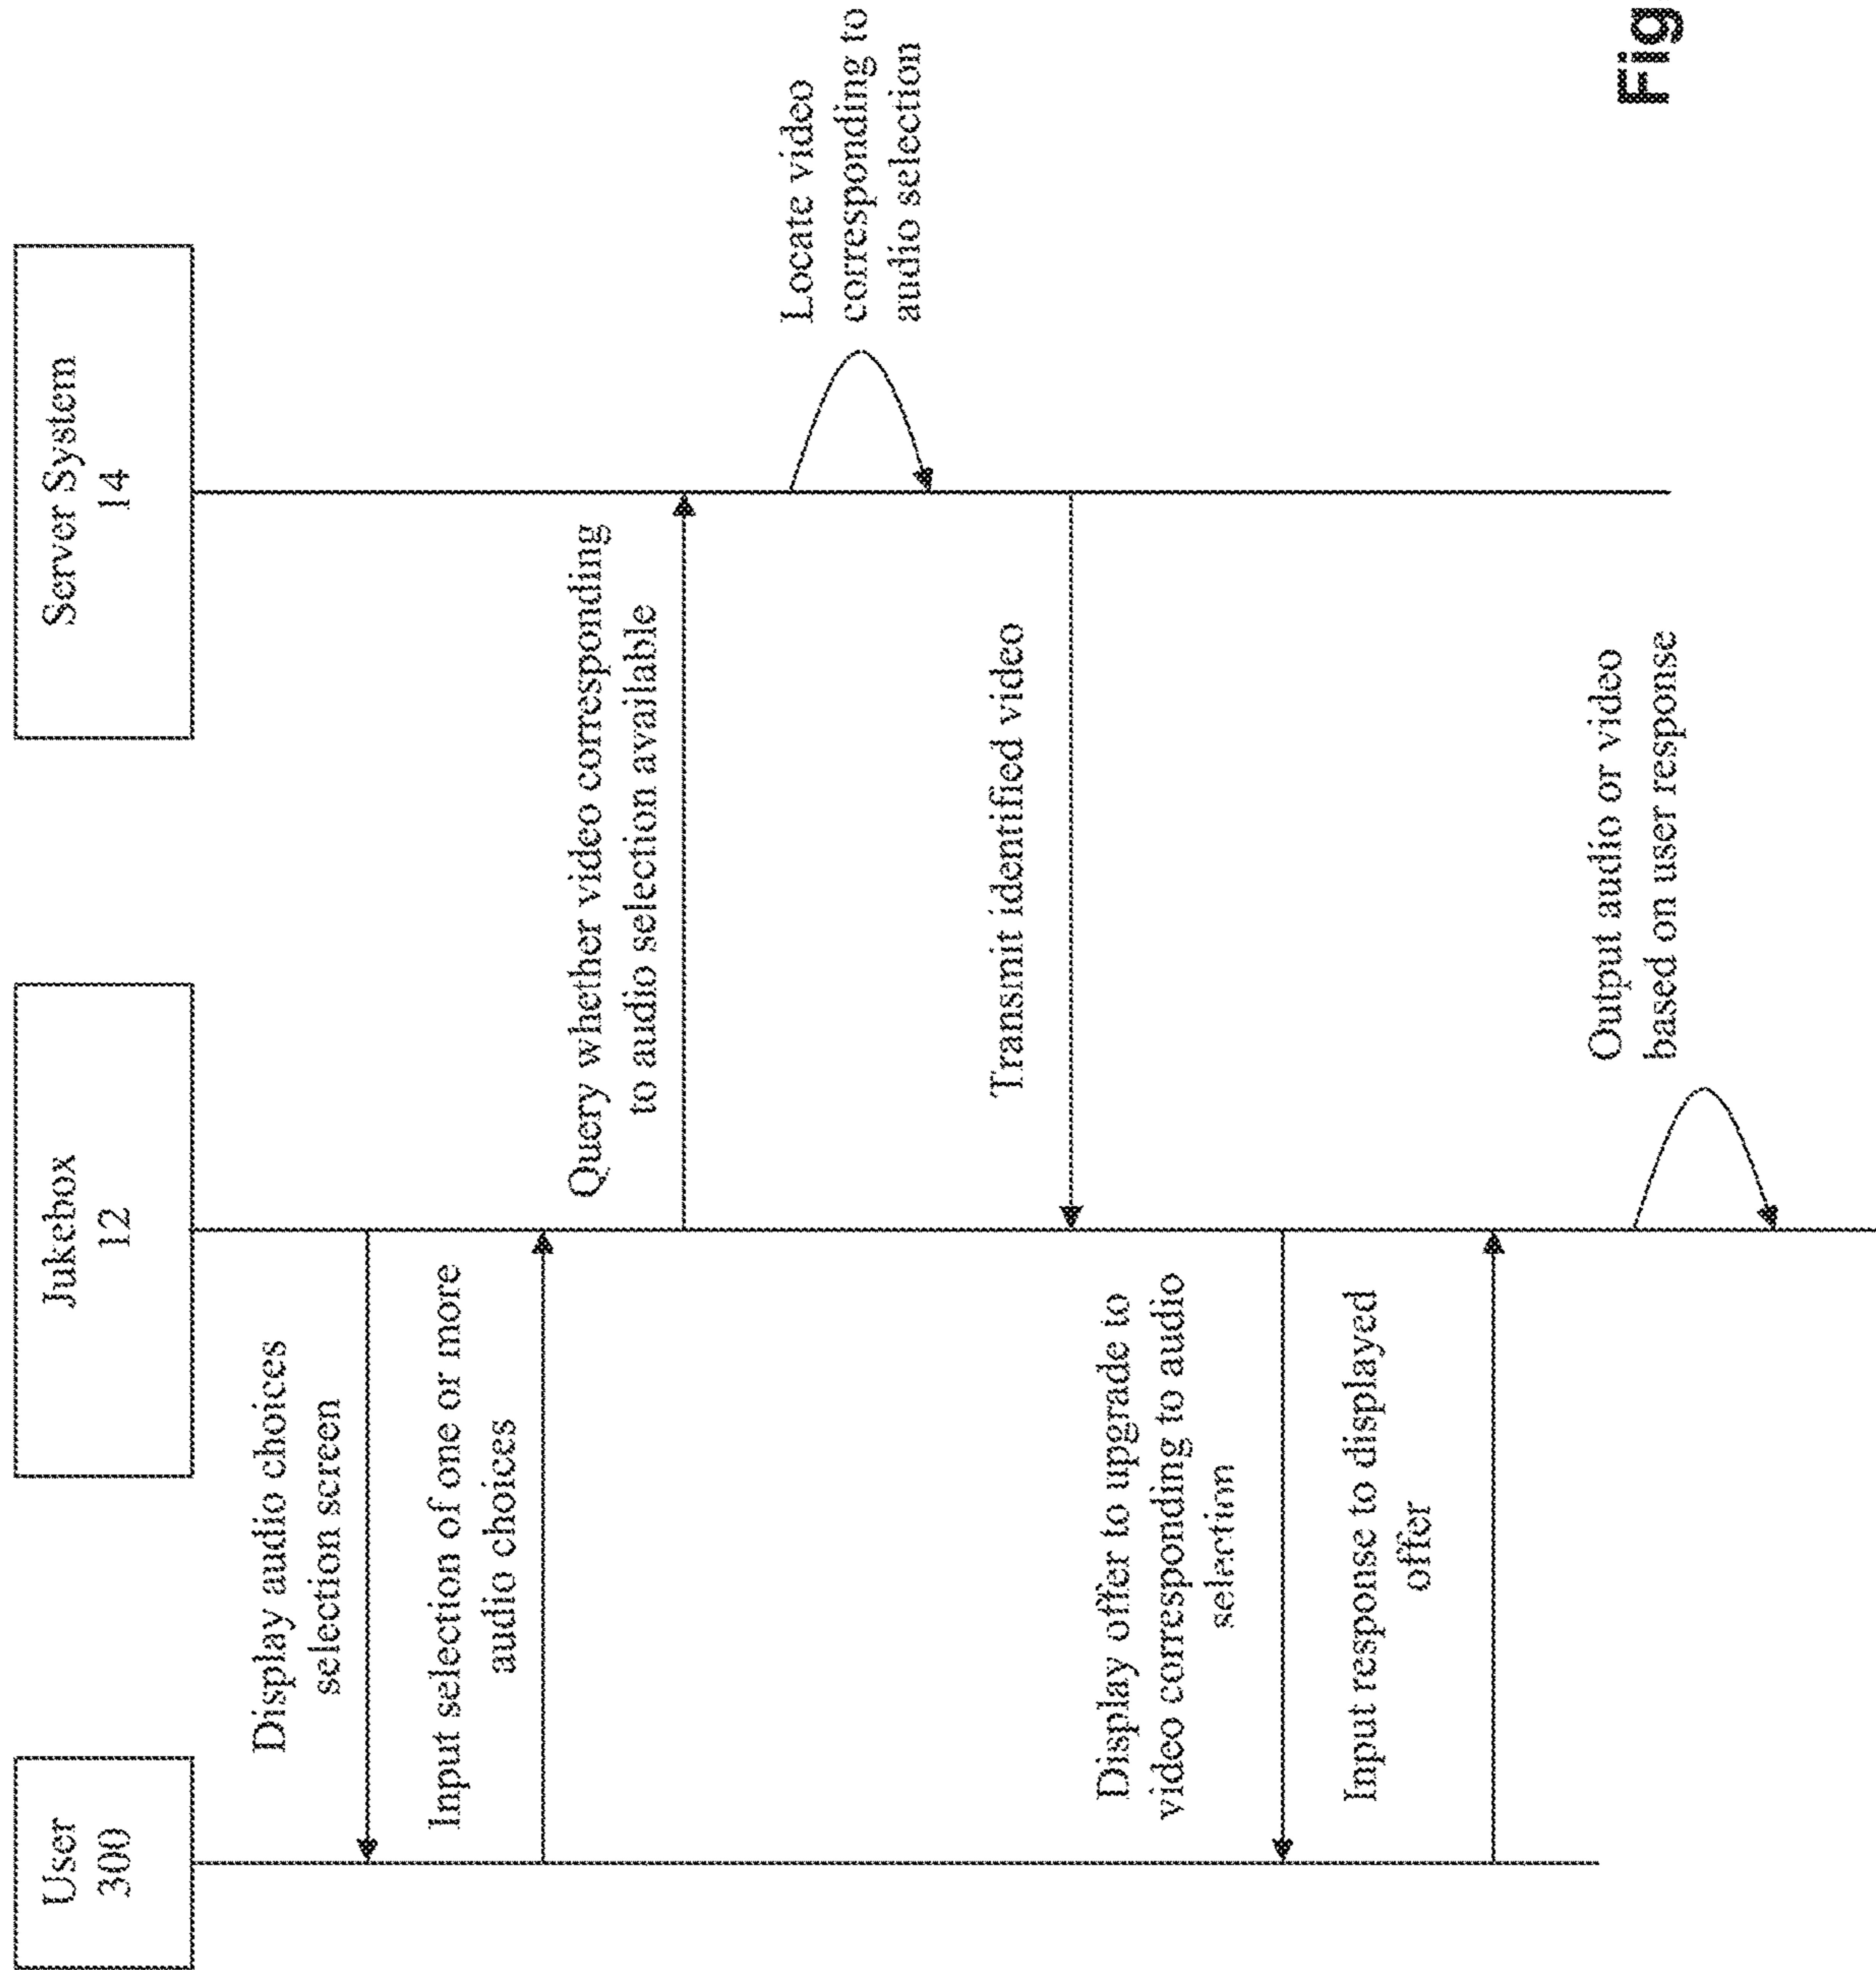 User
300
Jukebox
12
Server System
14
Display audio choices
selection screen
Input selection of one or more
audio choices
Query whether video corresponding
to audio selection available
Locate video
corresponding to
audio selection
Transmit identified video
Display offer to upgrade to
video corresponding to audio
selection
Input response to displayed
offer
Output audio or video
based on user response
Fig